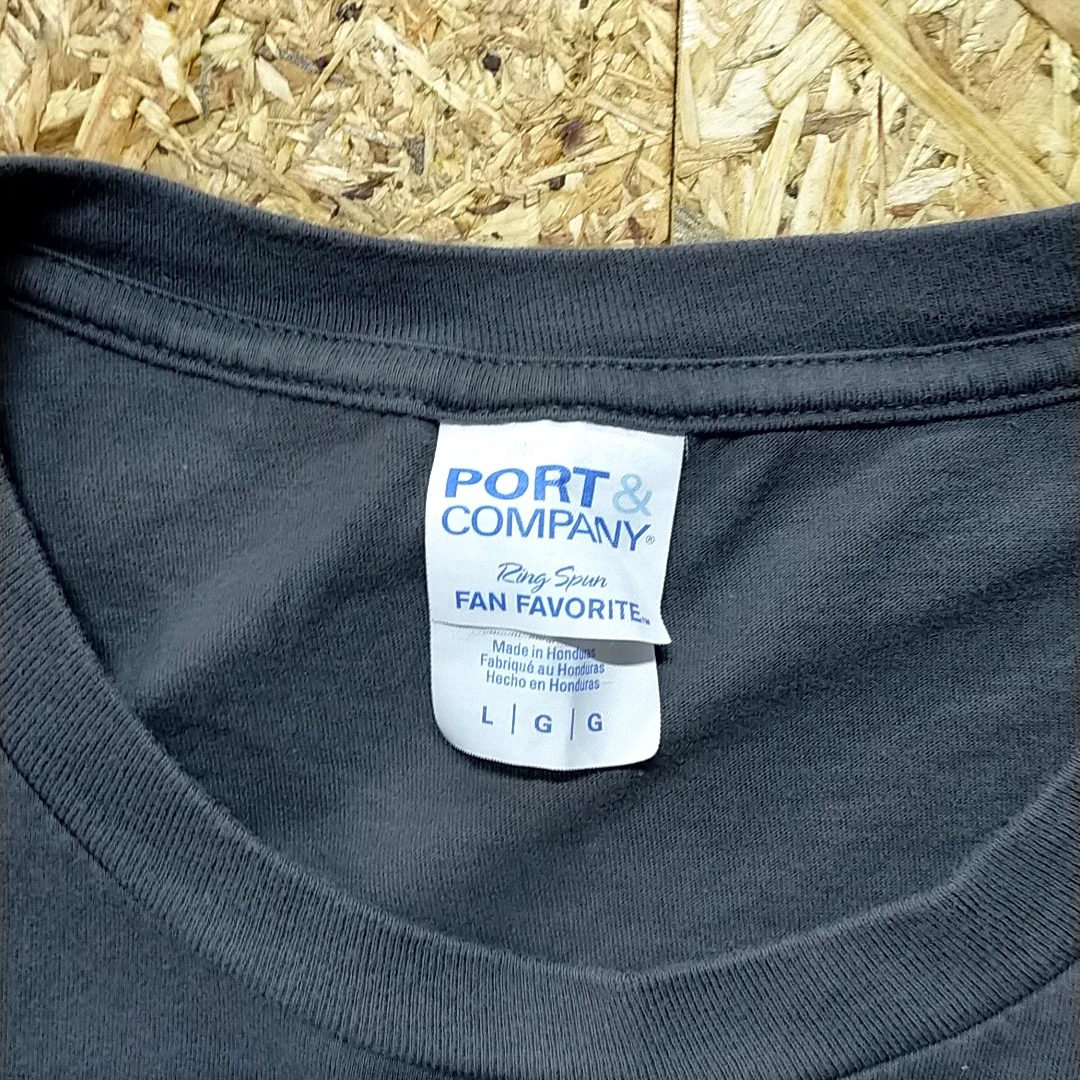 PORT &
COMPANY®
Ring Spun
FAN FAVORITE™
Made in Honduras
Fabriqué au Honduras
Hecho en Honduras
L | G | G